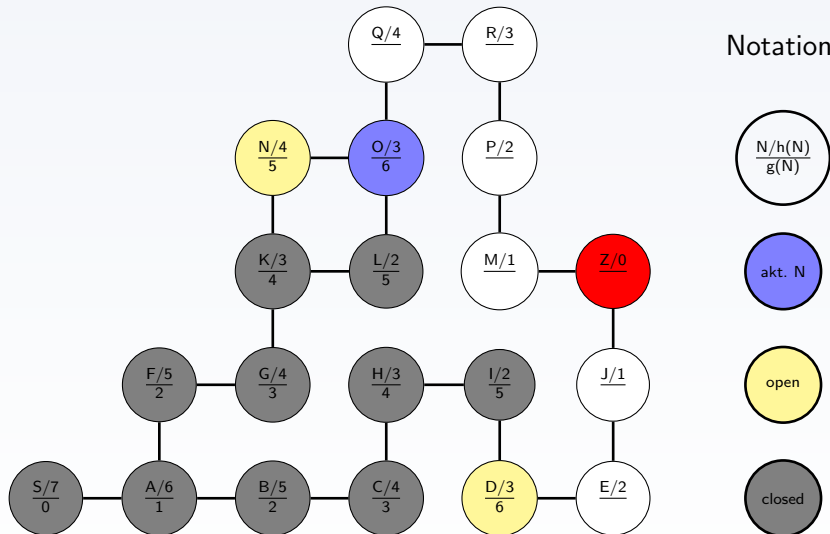 Q/4
R/3
Notation
N/4
5
O/3
6
P/2
N/h(N)
g(N)
K/3
4
L/2
5
M/1
Z/0
akt. N
F/5
2
G/4
3
H/3
4
I/2
5
J/1
open
S/7
0
A/6
1
B/5
2
C/4
3
D/3
6
E/2
closed